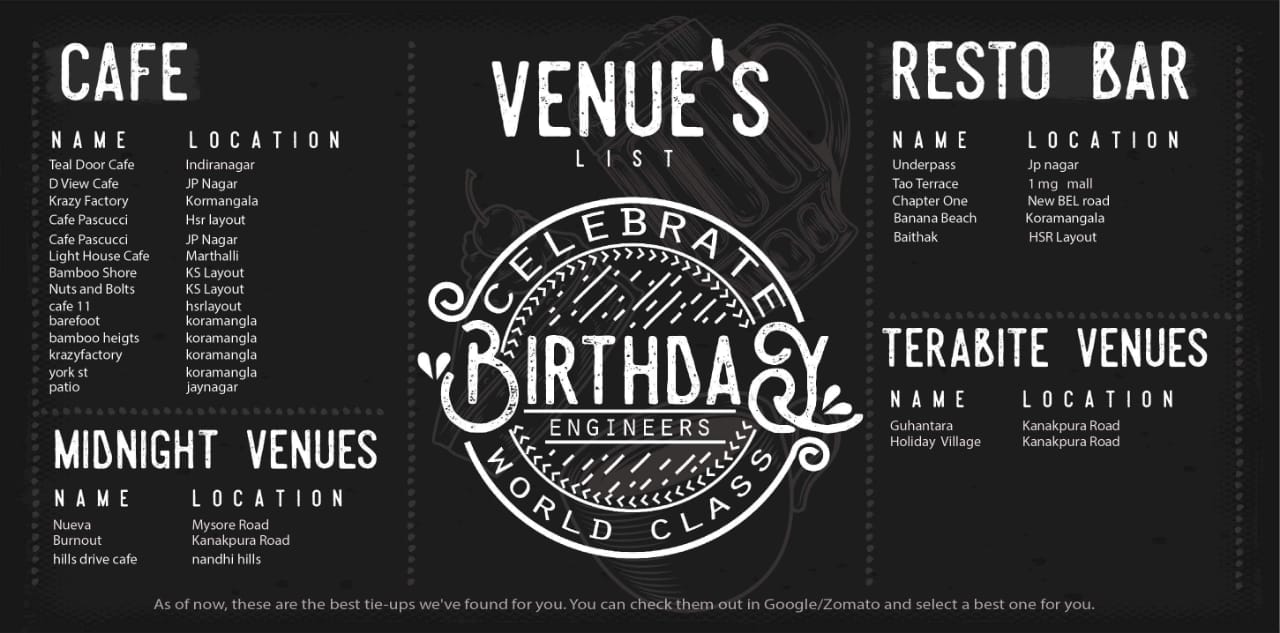 CAFE
NAME LOCATION
Teal Door Cafe Indiranagar
D View Cafe JP Nagar
Krazy Factory Kormangala
Cafe Pascucci Hsr layout
Cafe Pascucci JP Nagar
Light House Cafe Marthalli
Bamboo Shore KS Layout
Nuts and Bolts KS Layout
cafe 11 hsrlayout
barefoot koramangla
bamboo heigts koramangla
krazyfactory koramangla
york st koramangla
patio jaynagar
MIDNIGHT VENUES
NAME LOCATION
Nueva Mysore Road
Burnout Kanakpura Road
hills drive cafe nandhi hills
VENUE'S
LIST
CELEBRATE
BIRTHDAY
ENGINEERS
WORLD CLASS
RESTO BAR
NAME LOCATION
Underpass Jp nagar
Tao Terrace 1 mg mall
Chapter One New BEL road
Banana Beach Koramangala
Baithak HSR Layout
TERABITE VENUES
NAME LOCATION
Guhantara Kanakpura Road
Holiday Village Kanakpura Road
As of now, these are the best tie-ups we've found for you. You can check them out in Google/Zomato and select a best one for you.